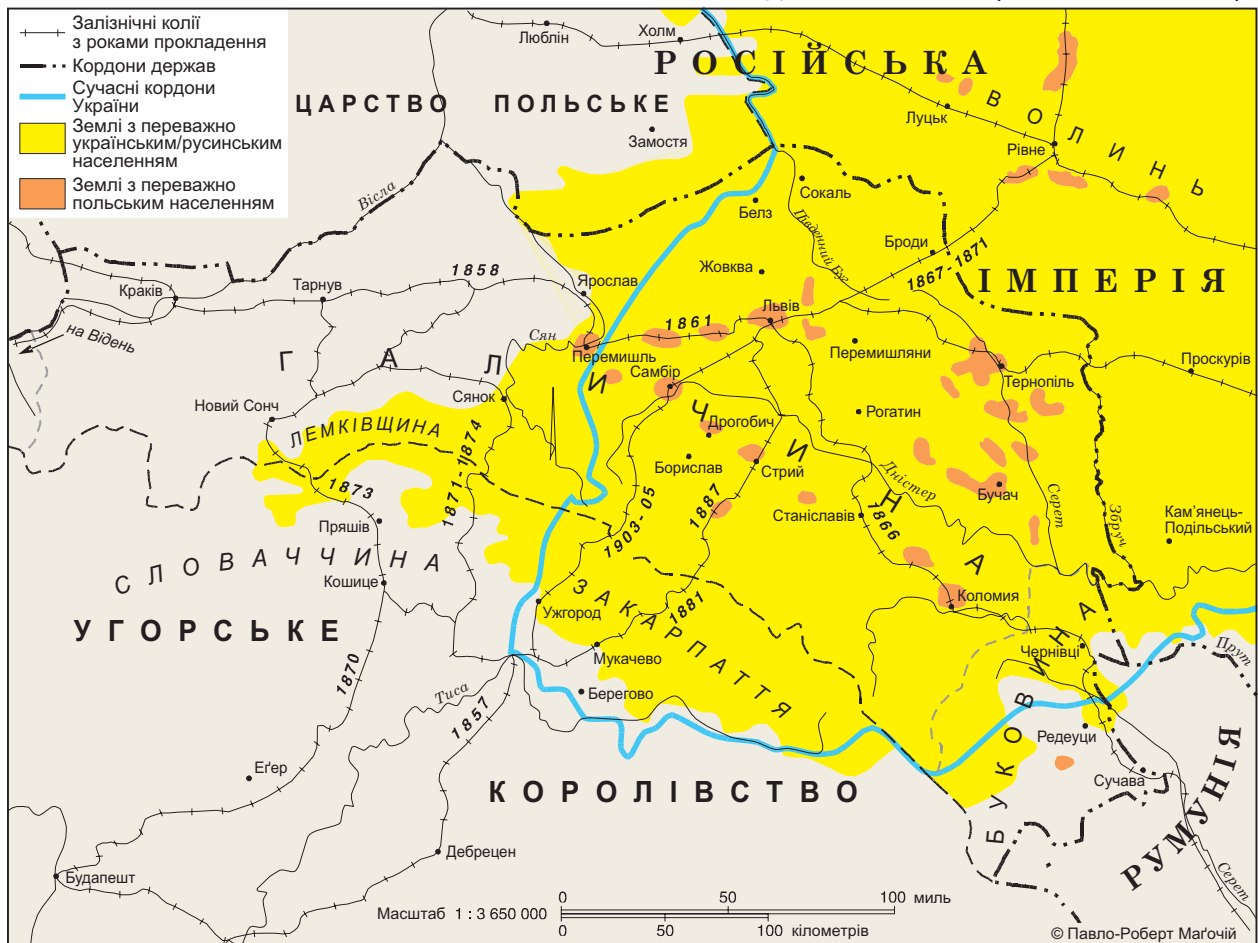 Залізничні колії
з роками прокладення
Кордони держав
Сучасні кордони
України
Землі з переважно
українським/русинським
населенням
Землі з переважно
польським населенням
Люблін
Холм
РОСІЙСЬКА
ЦАРСТВО ПОЛЬСЬКЕ
Замостя
Луцьк
ВОЛИНЬ
Рівне
Вісла
Сокаль
Белз
Південний Буг
Броди
1867-1871
ІМПЕРІЯ
Жовква
Ярослав
1858
Тарнув
Краків
на Відень
Львів
1861
Сян
Перемишль
Перемишляни
Проскурів
ГАЛИЧИНА
Самбір
Тернопіль
Сянок
Новий Сонч
ЛЕМКІВЩИНА
Дрогобич
Рогатин
Борислав
Стрий
Дністер
Бучач
Серет
Збруч
Кам'янець-
Подільський
1873
1871-1874
1903-05
1887
Станіславів
1866
Пряшів
СЛОВАЧЧИНА
Кошице
Ужгород
ЗАКАРПАТТЯ
1881
Коломия
УГОРСЬКЕ
Мукачево
Чернівці
Прут
БУКОВИНА
1870
Тиса
1857
Берегово
Редеуци
Еґер
КОРОЛІВСТВО
Сучава
РУМУНІЯ
Дебрецен
Серет
Будапешт
0 50 100 миль
Масштаб 1 : 3 650 000
0 50 100 кілометрів
© Павло-Роберт Маґочій